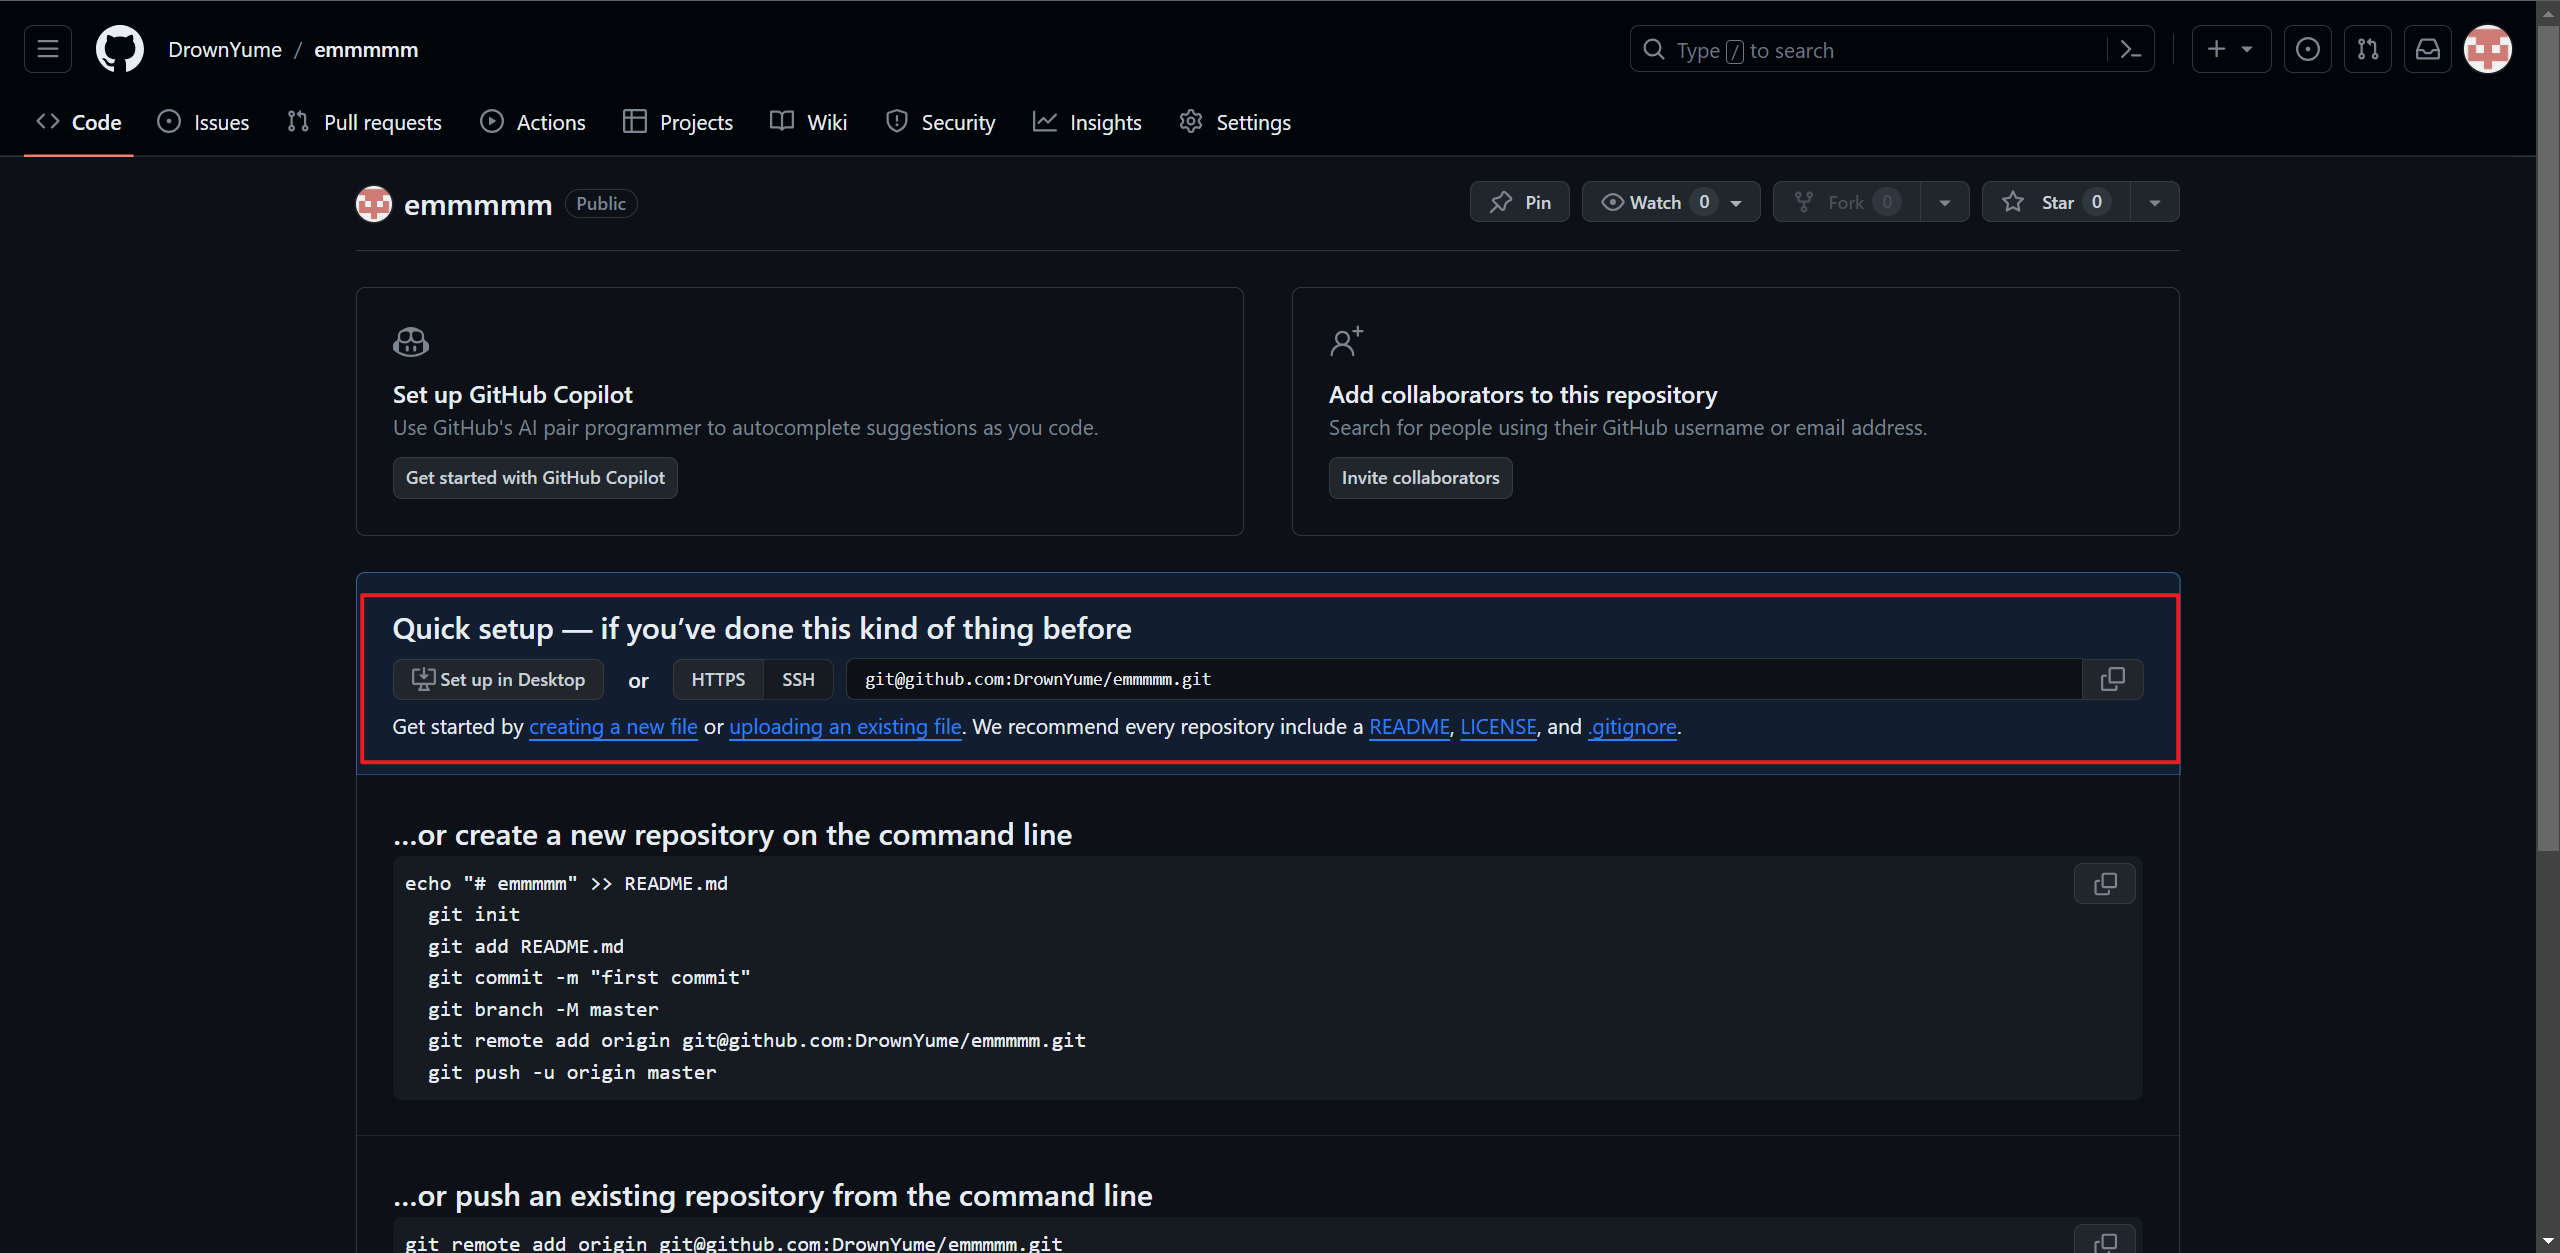 DrownYume / emmmmm
Type / to search
Code Issues Pull requests Actions Projects Wiki Security Insights Settings
emmmmm Public
Pin Watch 0 Fork 0 Star 0
Set up GitHub Copilot
Use GitHub's AI pair programmer to autocomplete suggestions as you code.
Get started with GitHub Copilot
Add collaborators to this repository
Search for people using their GitHub username or email address.
Invite collaborators
Quick setup — if you’ve done this kind of thing before
Set up in Desktop or HTTPS SSH git@github.com:DrownYume/emmmmm.git
Get started by creating a new file or uploading an existing file. We recommend every repository include a README, LICENSE, and .gitignore.
…or create a new repository on the command line
echo "# emmmmm" >> README.md
git init
git add README.md
git commit -m "first commit"
git branch -M master
git remote add origin git@github.com:DrownYume/emmmmm.git
git push -u origin master
…or push an existing repository from the command line
git remote add origin git@github.com:DrownYume/emmmmm.git